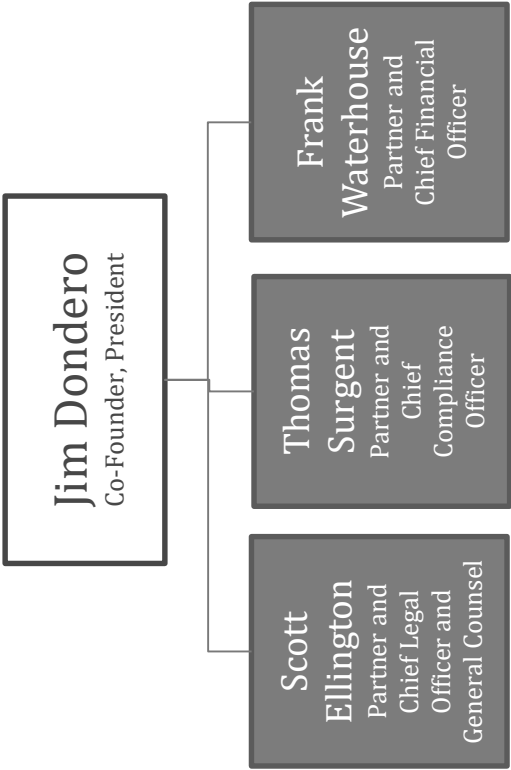 Jim Dondero
Co-Founder, President
Scott
Ellington
Partner and
Chief Legal
Officer and
General Counsel
Thomas
Surgent
Partner and
Chief
Compliance
Officer
Frank
Waterhouse
Partner and
Chief Financial
Officer